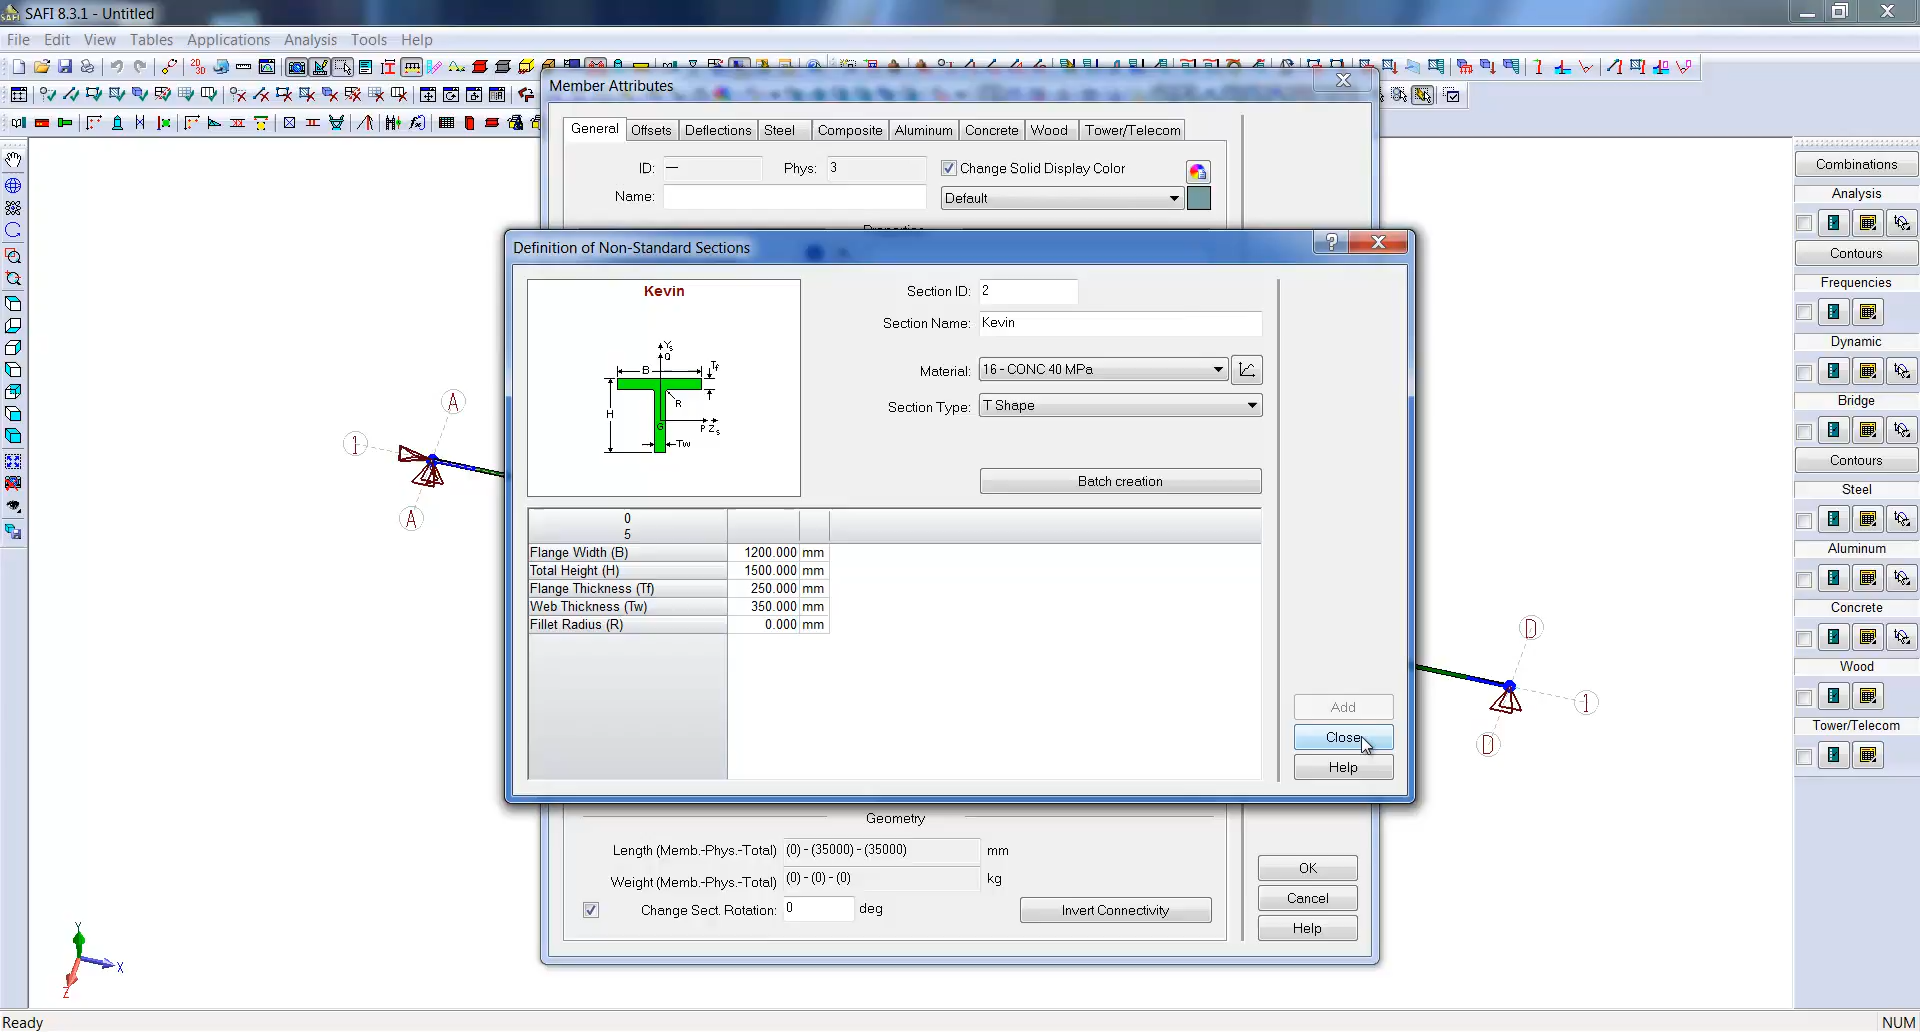 SAFI 8.3.1 - Untitled
File Edit View Tables Applications Analysis Tools Help
Member Attributes
General Offsets Deflections Steel Composite Aluminum Concrete Wood Tower/Telecom
ID: — Phys: 3 Change Solid Display Color
Name: Default
Definition of Non-Standard Sections
Kevin
Section ID: 2
Section Name: Kevin
Material: 16 - CONC 40 MPa
Section Type: T Shape
Batch creation
Ys
Q
B
Tf
H
R
G
P Zs
Tw
0
5
Flange Width (B) 1200.000 mm
Total Height (H) 1500.000 mm
Flange Thickness (Tf) 250.000 mm
Web Thickness (Tw) 350.000 mm
Fillet Radius (R) 0.000 mm
Add
Close
Help
Geometry
Length (Memb.-Phys.-Total) (0) - (35000) - (35000) mm
Weight (Memb.-Phys.-Total) (0) - (0) - (0) kg
Change Sect. Rotation: 0 deg
Invert Connectivity
OK
Cancel
Help
A
1
A
D
1
D
Y
X
Z
Combinations
Analysis
Contours
Frequencies
Dynamic
Bridge
Contours
Steel
Aluminum
Concrete
Wood
Tower/Telecom
Ready
NUM